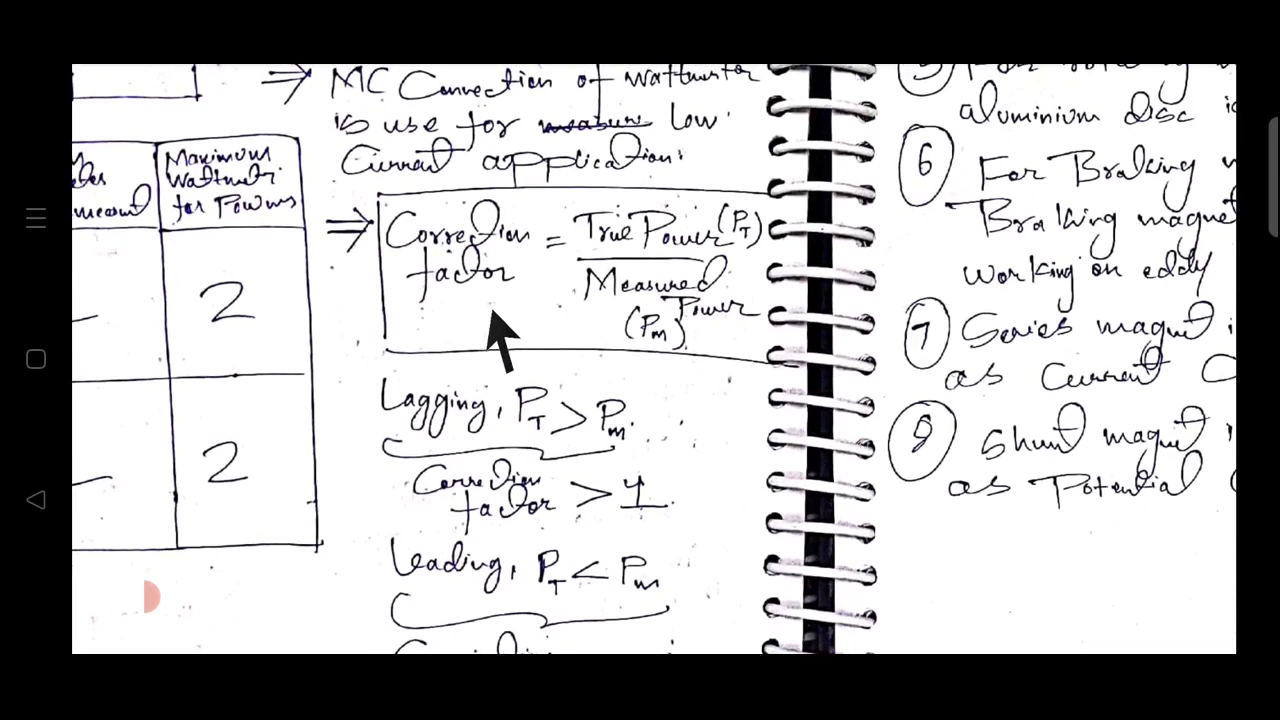 Maximum
Wattmeter
for Powers
2
2
⇒ MC Connection of wattmeter
is use for measure low
Current application.
⇒ Correction factor = True Power (PT) / Measured Power (Pm)
Lagging, PT > Pm.
Correction factor > 1.
Leading, PT < Pm
aluminium disc
6 For Braking
Braking magnet
working on eddy
7 Series magnet
as Current C
8 Shunt magnet
as Potential